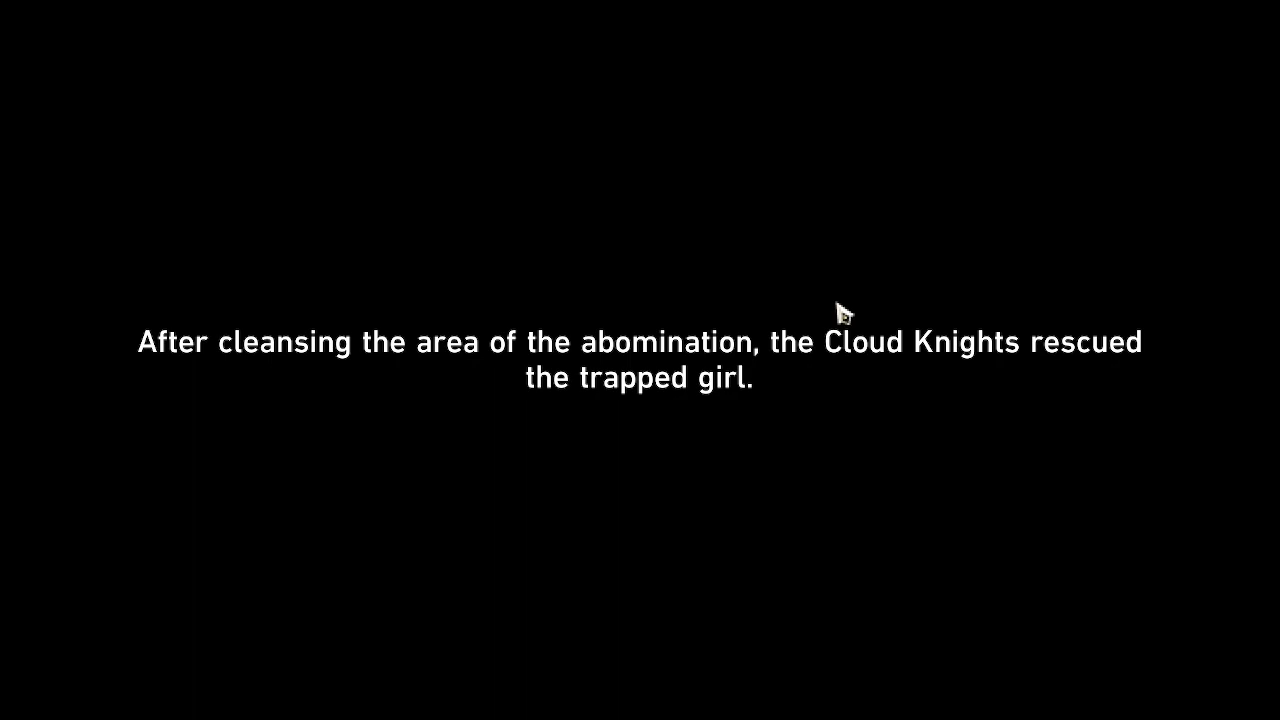 After cleansing the area of the abomination, the Cloud Knights rescued
the trapped girl.